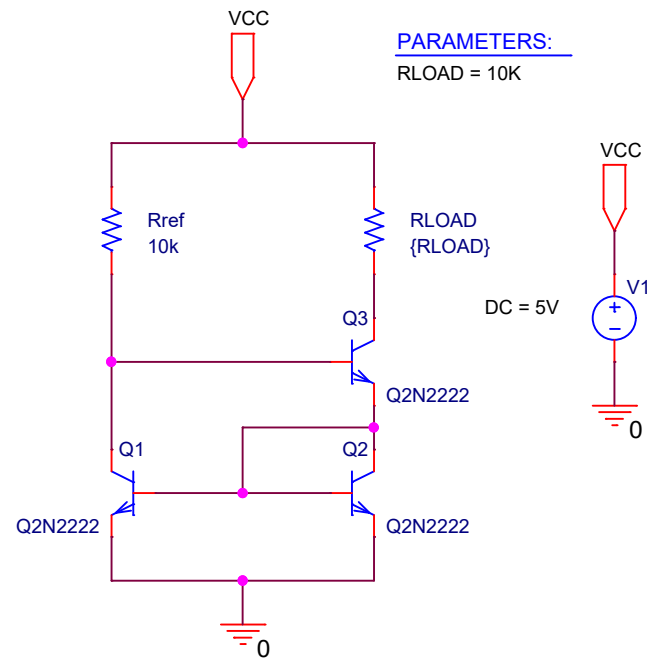 VCC
PARAMETERS:
RLOAD = 10K
VCC
Rref
10k
RLOAD
{RLOAD}
V1
DC = 5V
+
−
Q3
Q2N2222
0
Q1
Q2
Q2N2222
Q2N2222
0